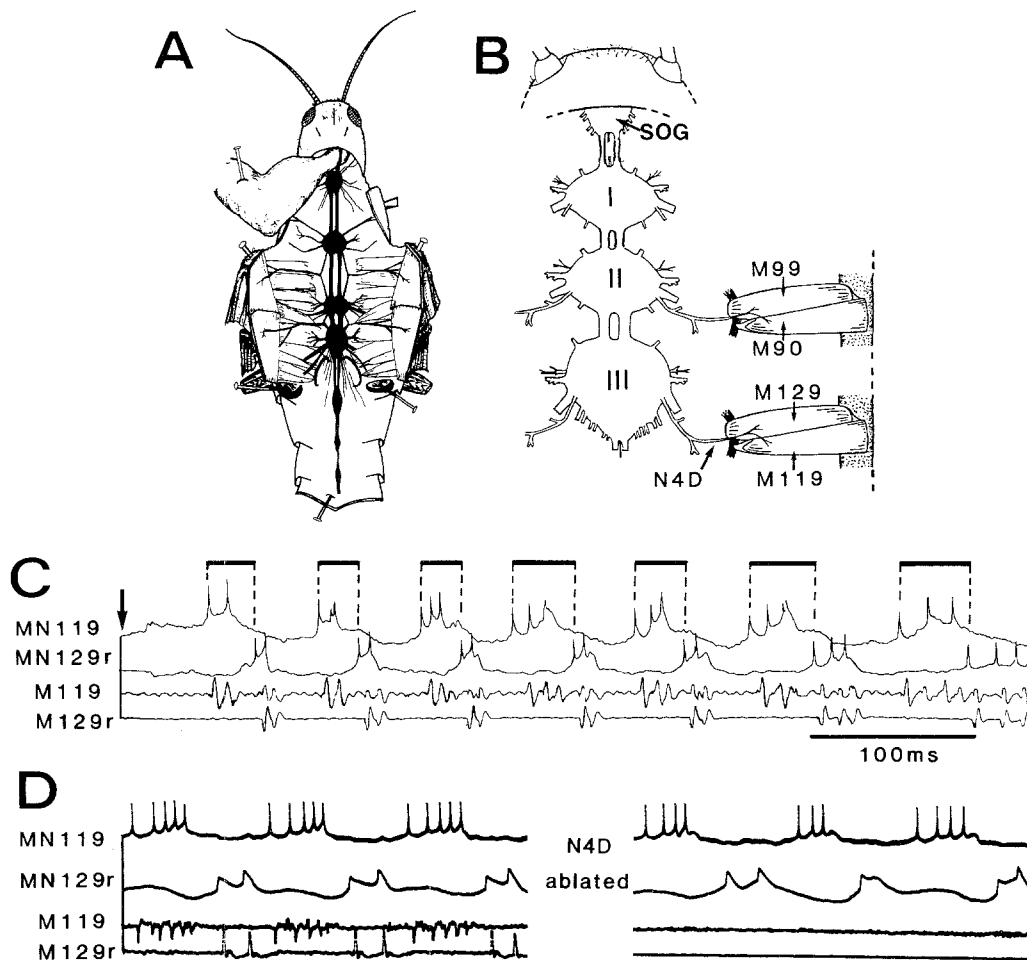 A
B
SOG
I
II
III
M99
M90
M129
M119
N4D
C
MN119
MN129r
M119
M129r
100ms
D
MN119
MN129r
M119
M129r
N4D
ablated